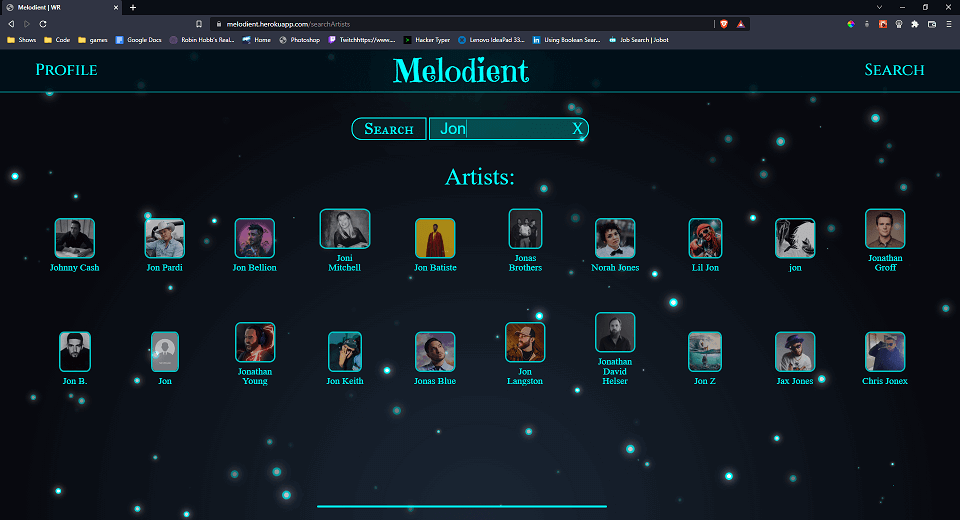 Melodient | WR
melodient.herokuapp.com/searchArtists
Shows Code games Google Docs Robin Hobb's Real... Home Photoshop Twitchhttps://www.... Hacker Typer Lenovo IdeaPad 33... Using Boolean Sear... Job Search | Jobot
Profile Melodient Search
Search Jon X
Artists:
Johnny Cash
Jon Pardi
Jon Bellion
Joni
Mitchell
Jon Batiste
Jonas
Brothers
Norah Jones
Lil Jon
jon
Jonathan
Groff
Jon B.
Jon
Jonathan
Young
Jon Keith
Jonas Blue
Jon
Langston
Jonathan
David
Helser
Jon Z
Jax Jones
Chris Jonex